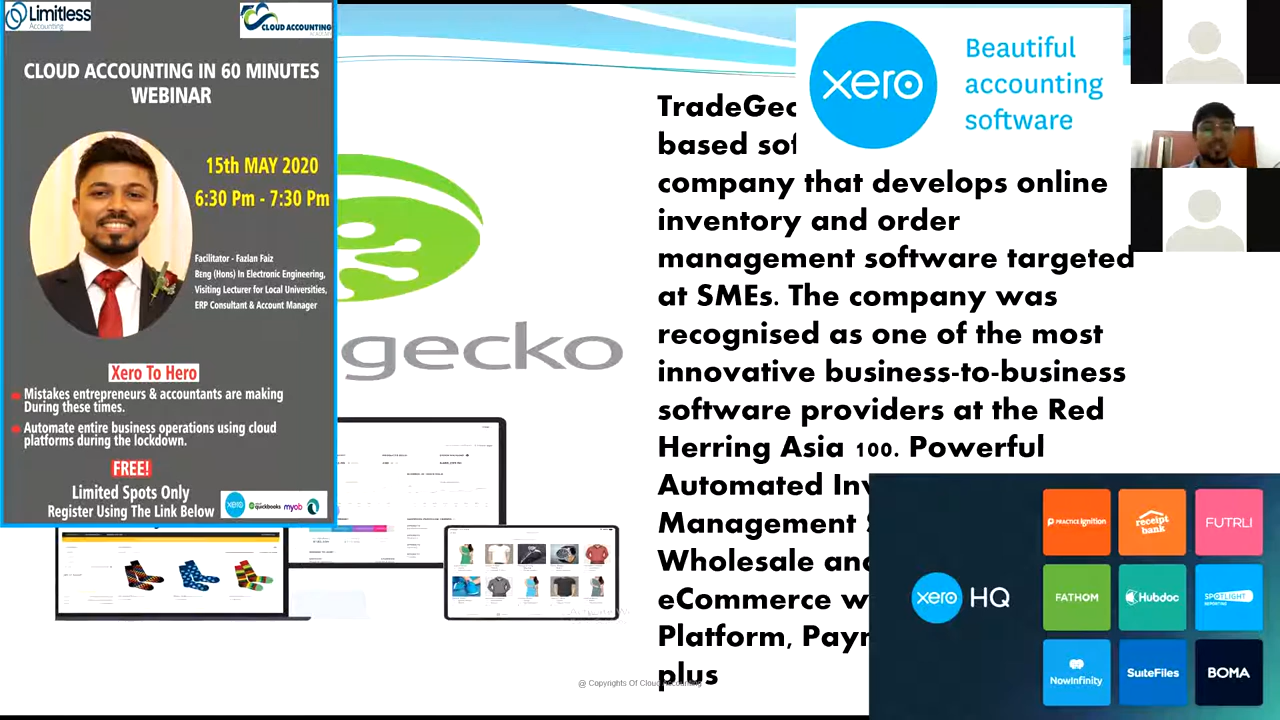 Limitless
Accounting
CLOUD ACCOUNTING
CLOUD ACCOUNTING IN 60 MINUTES
WEBINAR
15th MAY 2020
6:30 Pm - 7:30 Pm
Facilitator - Fazlan Faiz
Beng (Hons) In Electronic Engineering,
Visiting Lecturer for Local Universities,
ERP Consultant & Account Manager
Xero To Hero
Mistakes entrepreneurs & accountants are making
During these times.
Automate entire business operations using cloud
platforms during the lockdown.
FREE!
Limited Spots Only
Register Using The Link Below
xero
quickbooks
myob
gecko
TradeGec
based sof
company that develops online
inventory and order
management software targeted
at SMEs. The company was
recognised as one of the most
innovative business-to-business
software providers at the Red
Herring Asia 100. Powerful
Automated Inv
Management
Wholesale and
eCommerce w
Platform, Payr
plus
@ Copyrights Of Cloud Accounting
xero
Beautiful
accounting
software
xero HQ
PRACTICE Ignition
receipt
bank
FUTRLI
FATHOM
Hubdoc
SPOTLIGHT
REPORTING
NowInfinity
SuiteFiles
BOMA